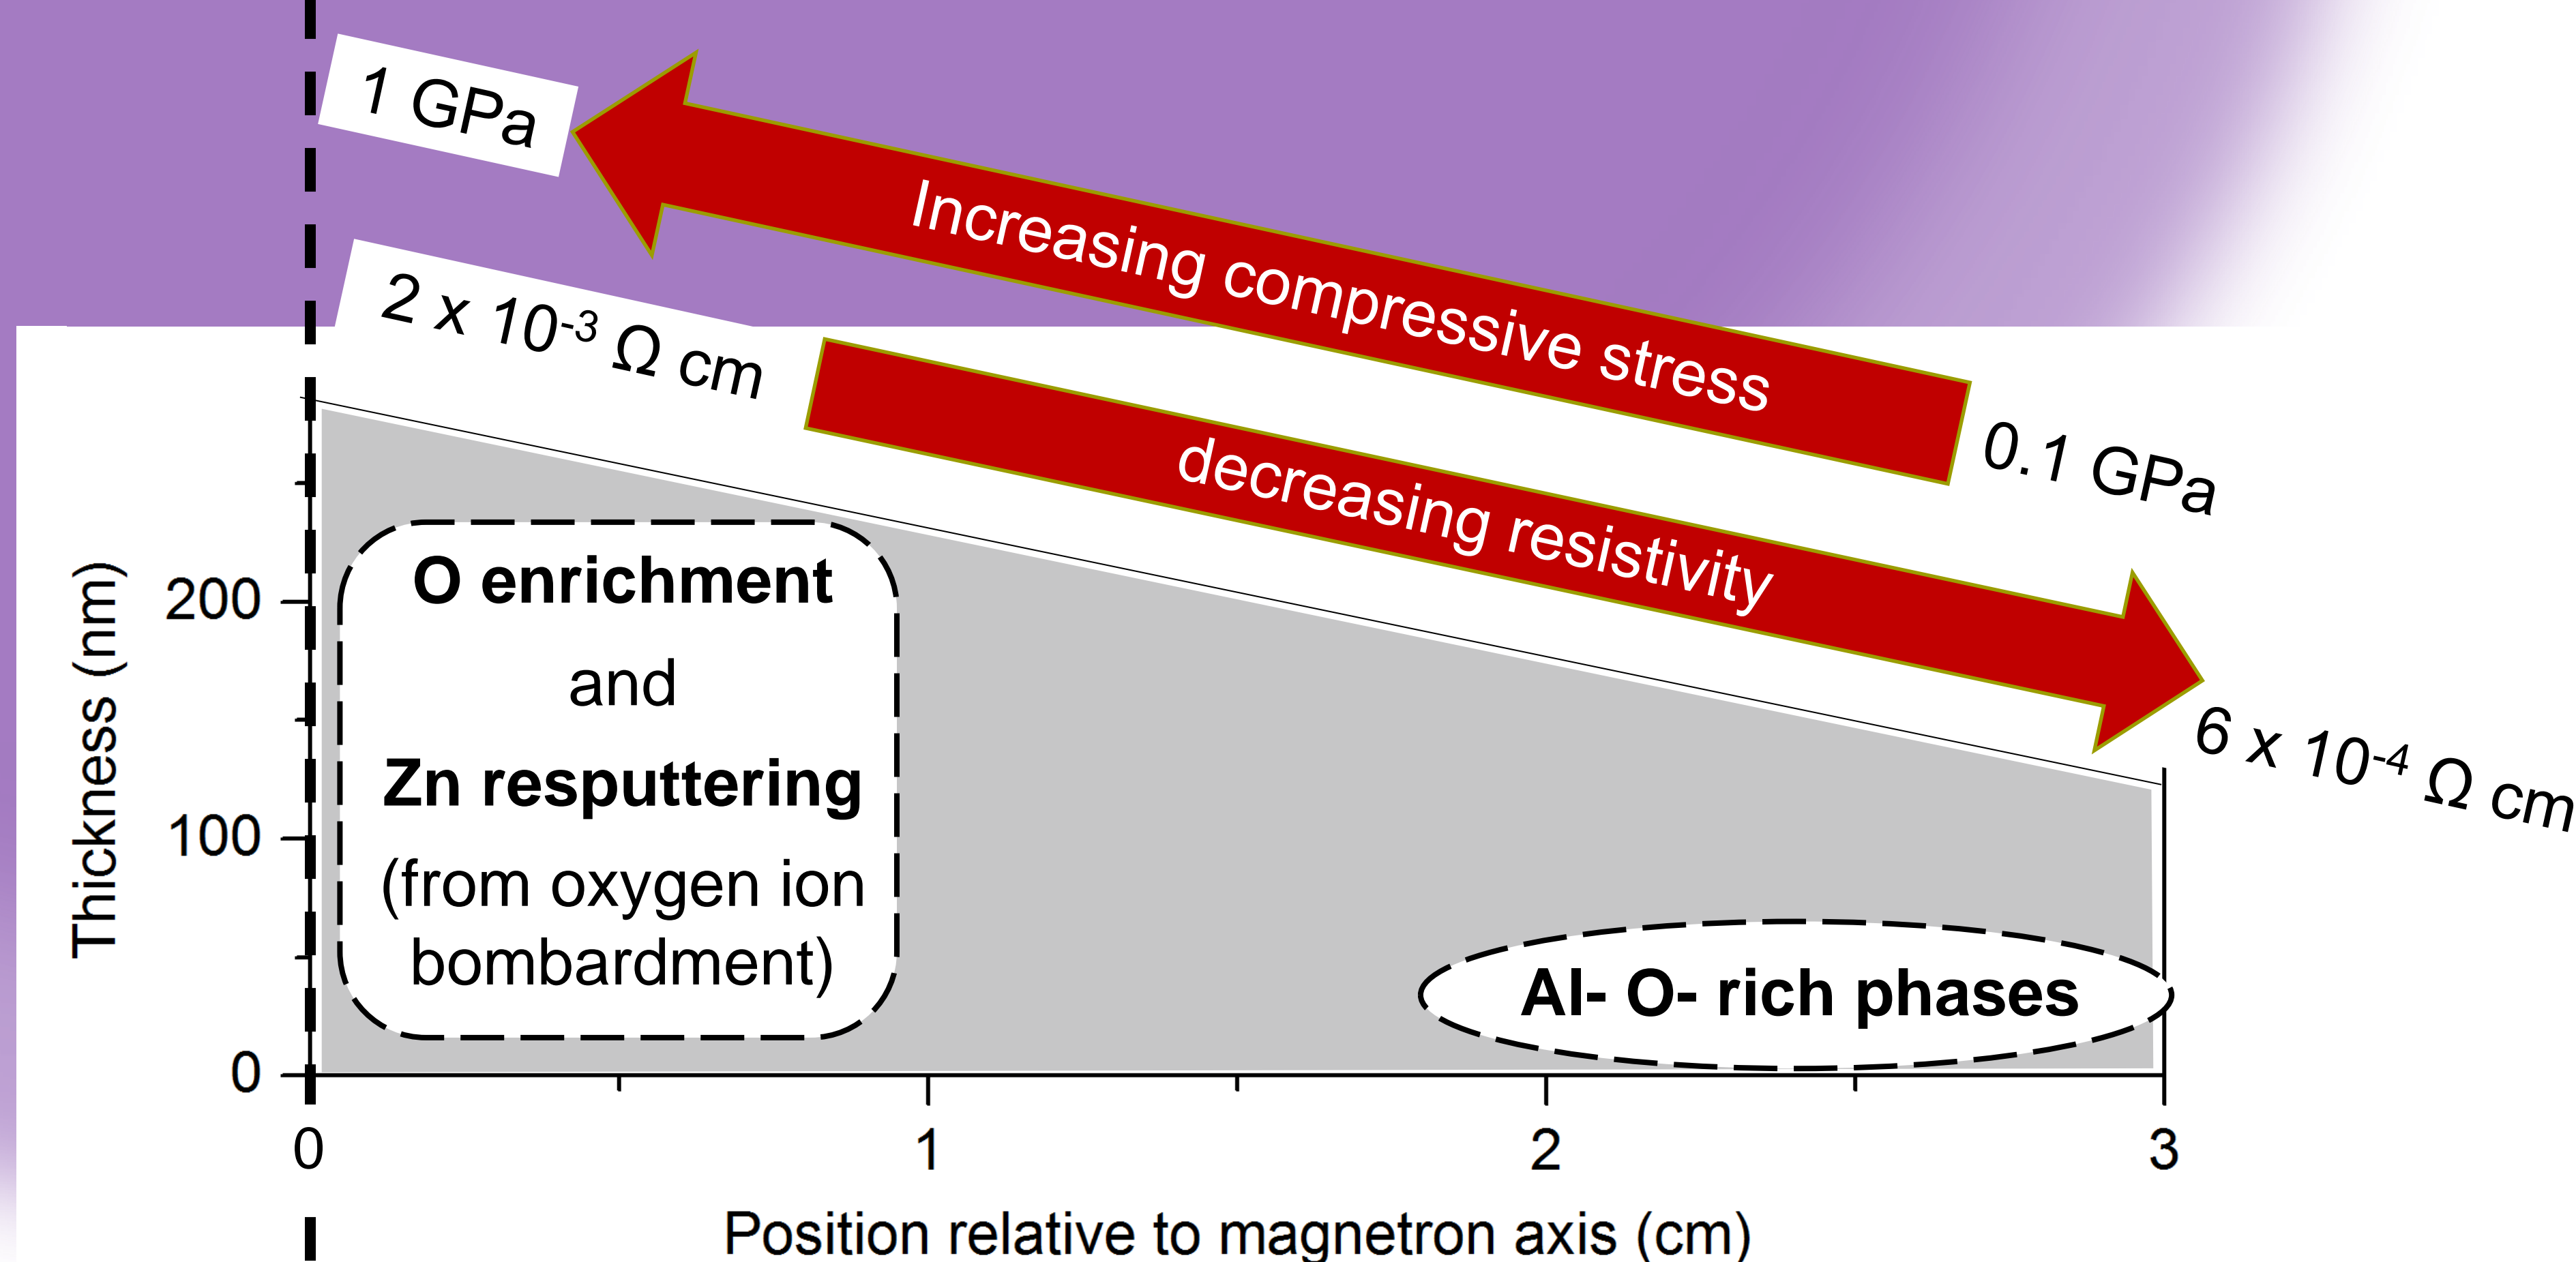 1 GPa
Increasing compressive stress
0.1 GPa
2 x 10⁻³ Ω cm
decreasing resistivity
6 x 10⁻⁴ Ω cm
Thickness (nm)
200
100
0
O enrichment
and
Zn resputtering
(from oxygen ion
bombardment)
Al- O- rich phases
0
1
2
3
Position relative to magnetron axis (cm)